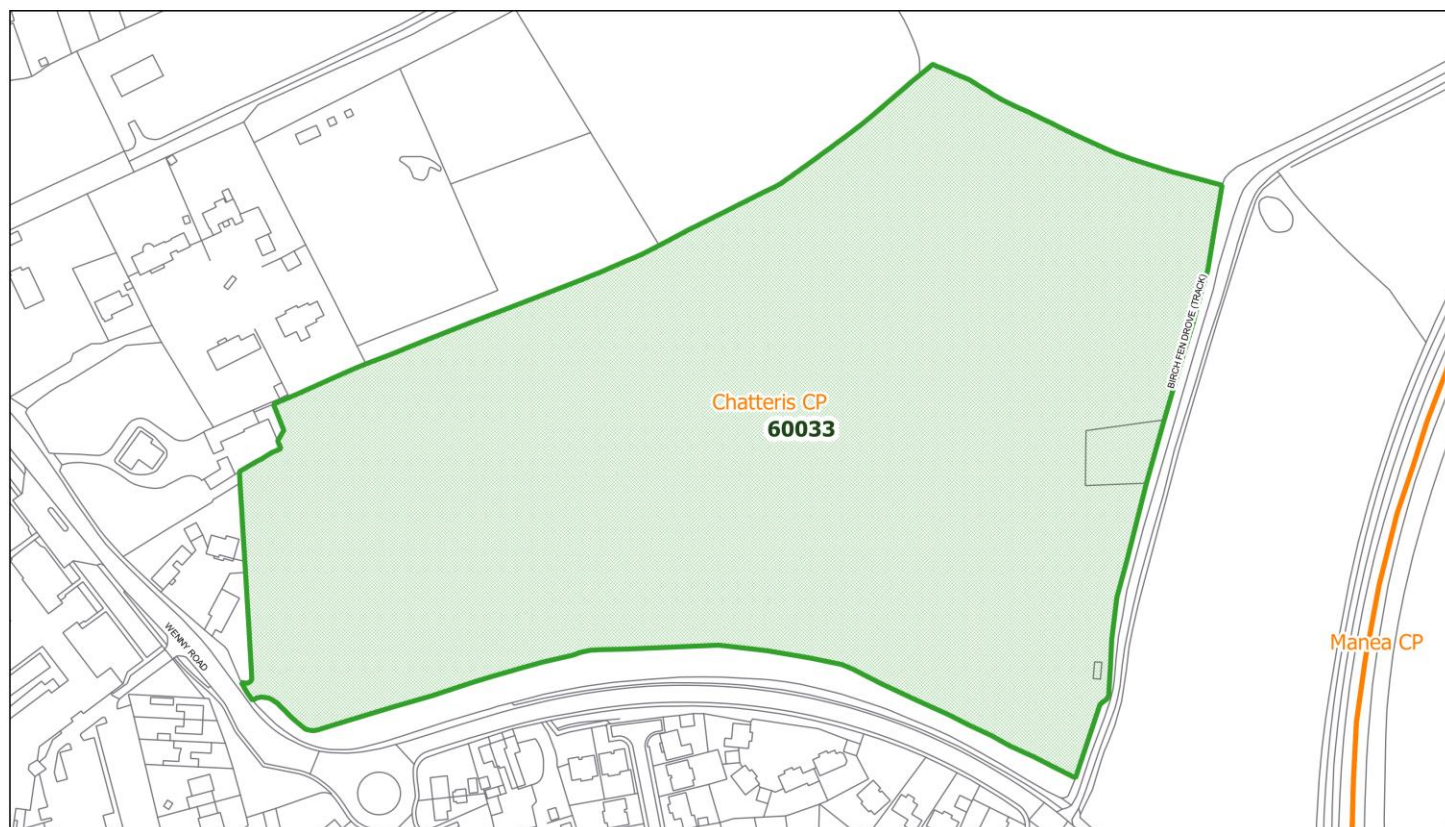 BIRCH FEN DROVE (TRACK)
Chatteris CP
60033
WENNY ROAD
Manea CP